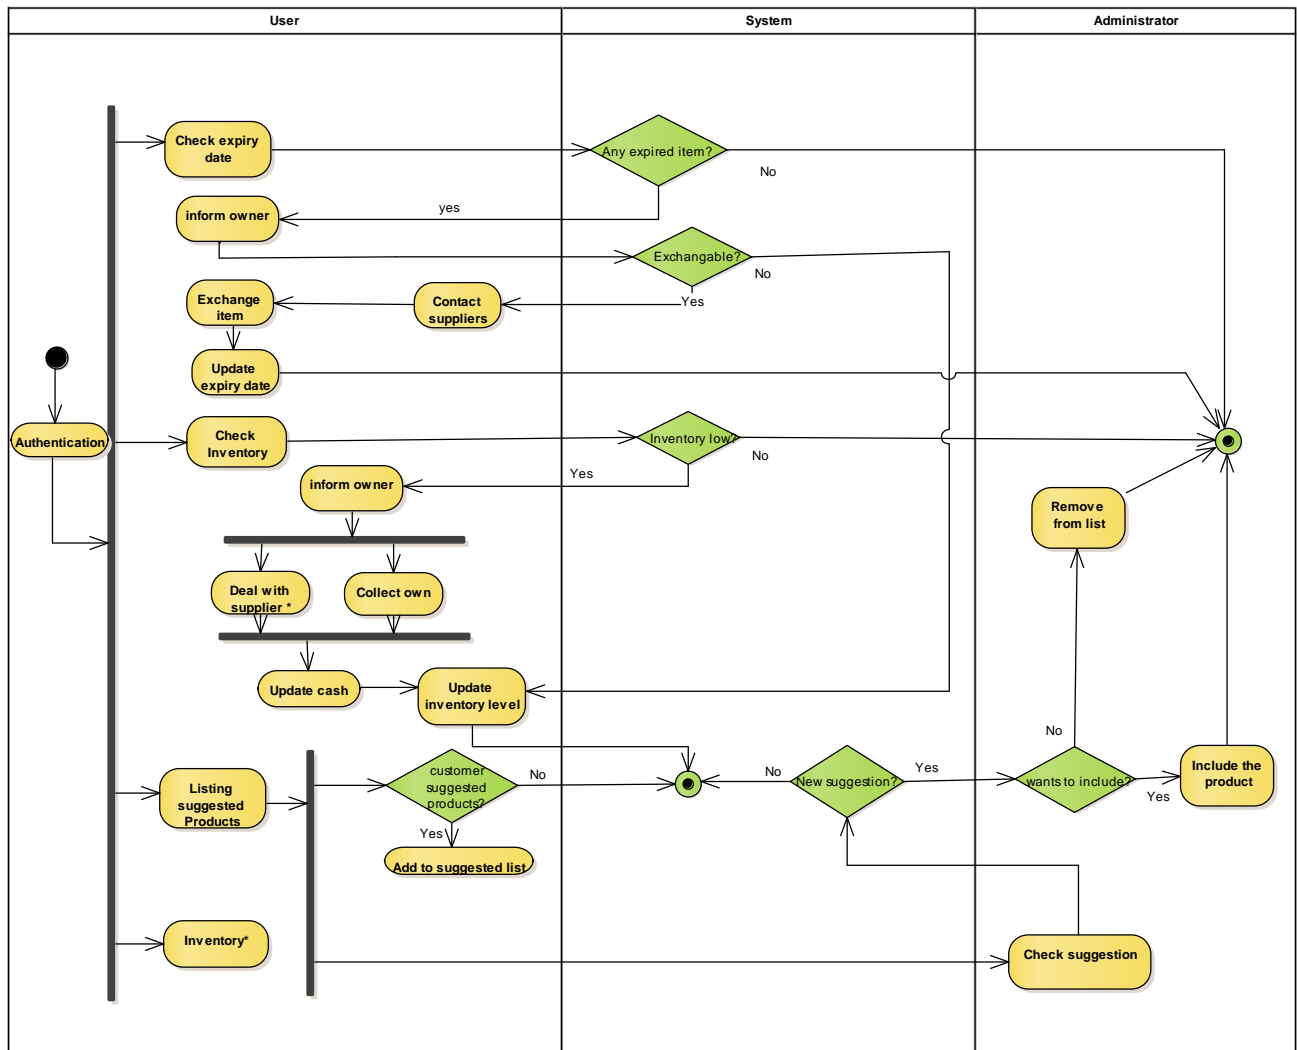 User
System
Administrator
Check expiry
date
Any expired item?
No
inform owner
yes
Exchangable?
No
Exchange
item
Contact
suppliers
Yes
Update
expiry date
Authentication
Check
Inventory
Inventory low?
No
Yes
inform owner
Remove
from list
Deal with
supplier *
Collect own
Update cash
Update
inventory level
No
Listing
suggested
Products
customer
suggested
products?
No
No
New suggestion?
Yes
wants to include?
Yes
Include the
product
Yes
Add to suggested list
Inventory*
Check suggestion